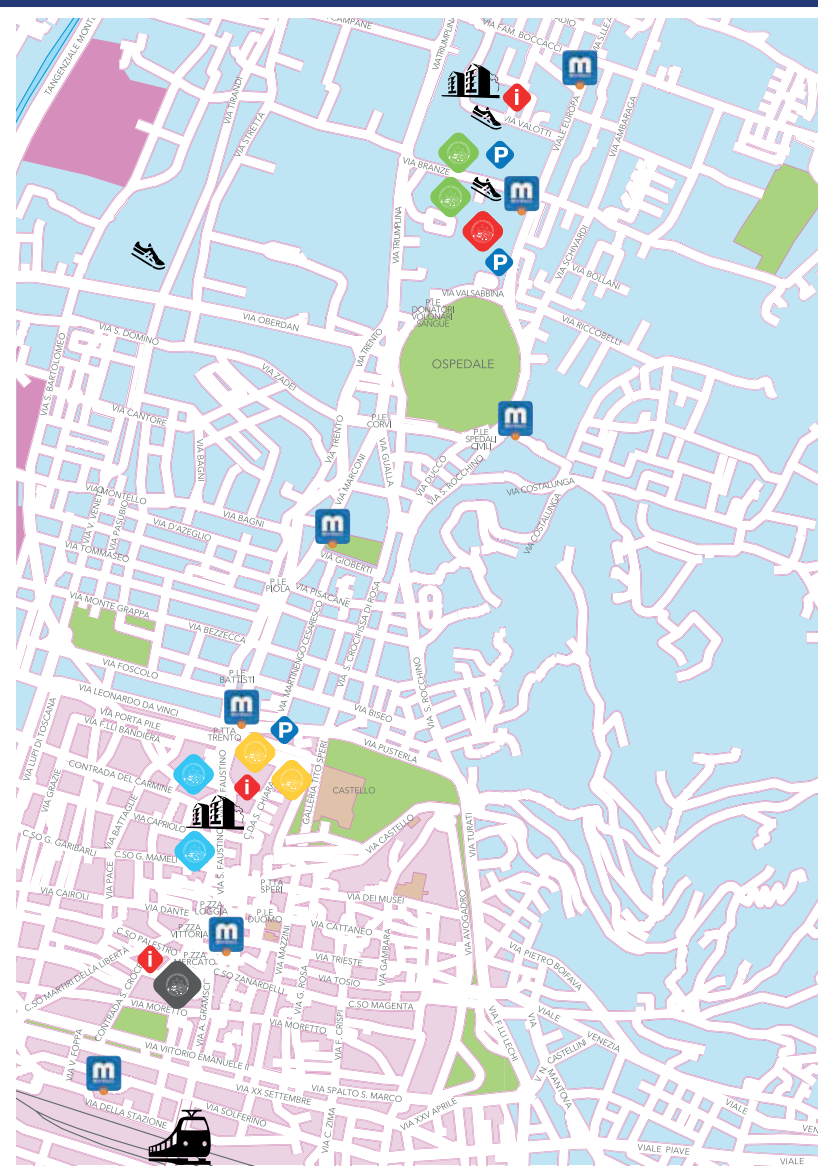 CAMPANE
VIA FAM. BOCCACCI
TANGENZIALE MONT
VIA TRIUMPLINA
VIA TIRANDI
VIA STRETTA
m
i
VIA VALOTTI
VIALE EUROPA
VIA AMBARAGA
P
VIA BRANZE
m
VIA TRIUMPLINA
P
VIA SCHIVARDI
VIA BOLLANI
VIA VALSABBINA
P.LE
DONATORI
VOLONARI
SANGUE
VIA S. DOMINO
VIA OBERDAN
VIA TRENTO
VIA RICCOBELLI
VIA S. BARTOLOMEO
VIA ZADEI
OSPEDALE
VIA CANTORE
VIA TRENTO
P.LE
CORVI
m
P.LE
SPEDALI
CIVILI
VIA BAGNI
VIA MARCONI
VIA GUALLA
VIA DUCCO
VIA S. ROCCHINO
VIA COSTALUNGA
VIA COSTALUNGA
VIA MONTELLO
VIA V. VENETO
VIA PASUBIO
VIA D'AZEGLIO
VIA BAGNI
m
VIA TOMMASEO
VIA GIOBERTI
P.LE
PIOLA
VIA PISACANE
VIA MONTE GRAPPA
VIA BEZZECCA
VIA MARTINENGO CESARESCO
VIA S. CROCIFISSA DI ROSA
VIA FOSCOLO
P.LE
BATTISTI
VIA S. ROCCHINO
VIA LEONARDO DA VINCI
m
VIA BISEO
VIA PORTA PILE
VIA F.LLI BANDIERA
P.TTA
TRENTO
P
VIA LUPI DI TOSCANA
VIA PUSTERLA
CONTRADA DEL CARMINE
FAUSTINO
i
C.DA S. CHIARA
GALLERIA TITO SPERI
CASTELLO
VIA GRAZIE
VIA BATTAGLIE
VIA CAPRIOLO
VIA CASTELLO
VIA TURATI
C.SO G. GARIBARU
C.SO G. MAMELI
VIA S. FAUSTINO
VIA PACE
P.TTA
SPERI
VIA CAIROLI
VIA DEI MUSEI
VIA DANTE
P.ZZA
LOGGIA
P.LE
DUOMO
VIA AVOGADRO
P.ZZA
VITTORIA
m
VIA CATTANEO
C.SO PALESTRO
P.ZZA
MERCATO
VIA MAZZINI
VIA TRIESTE
VIA GAMBARA
VIA PIETRO BOIFAVA
i
C.SO MARTIRI DELLA LIBERTÀ
CONTRADA S. CROCE
C.SO ZANARDELLI
VIA G. ROSA
VIA TOSIO
VIA MORETTO
VIA A. GRAMSCI
C.SO MAGENTA
VIA MORETTO
VIA F. CRISPI
VIA F.LLI LECHI
VIA
VIALE
VENEZIA
VIA V. FOPPA
VIA VIITORIO EMANUELE II
V. N. CASTELLINI
MANTOVA
m
VIA XX SETTEMBRE
VIA SPALTO S. MARCO
VIA DELLA STAZIONE
VIA SOLFERINO
VIA C. ZIMA
VIA XXV APRILE
VIALE
VEN
VIALE PIAVE
VIALE